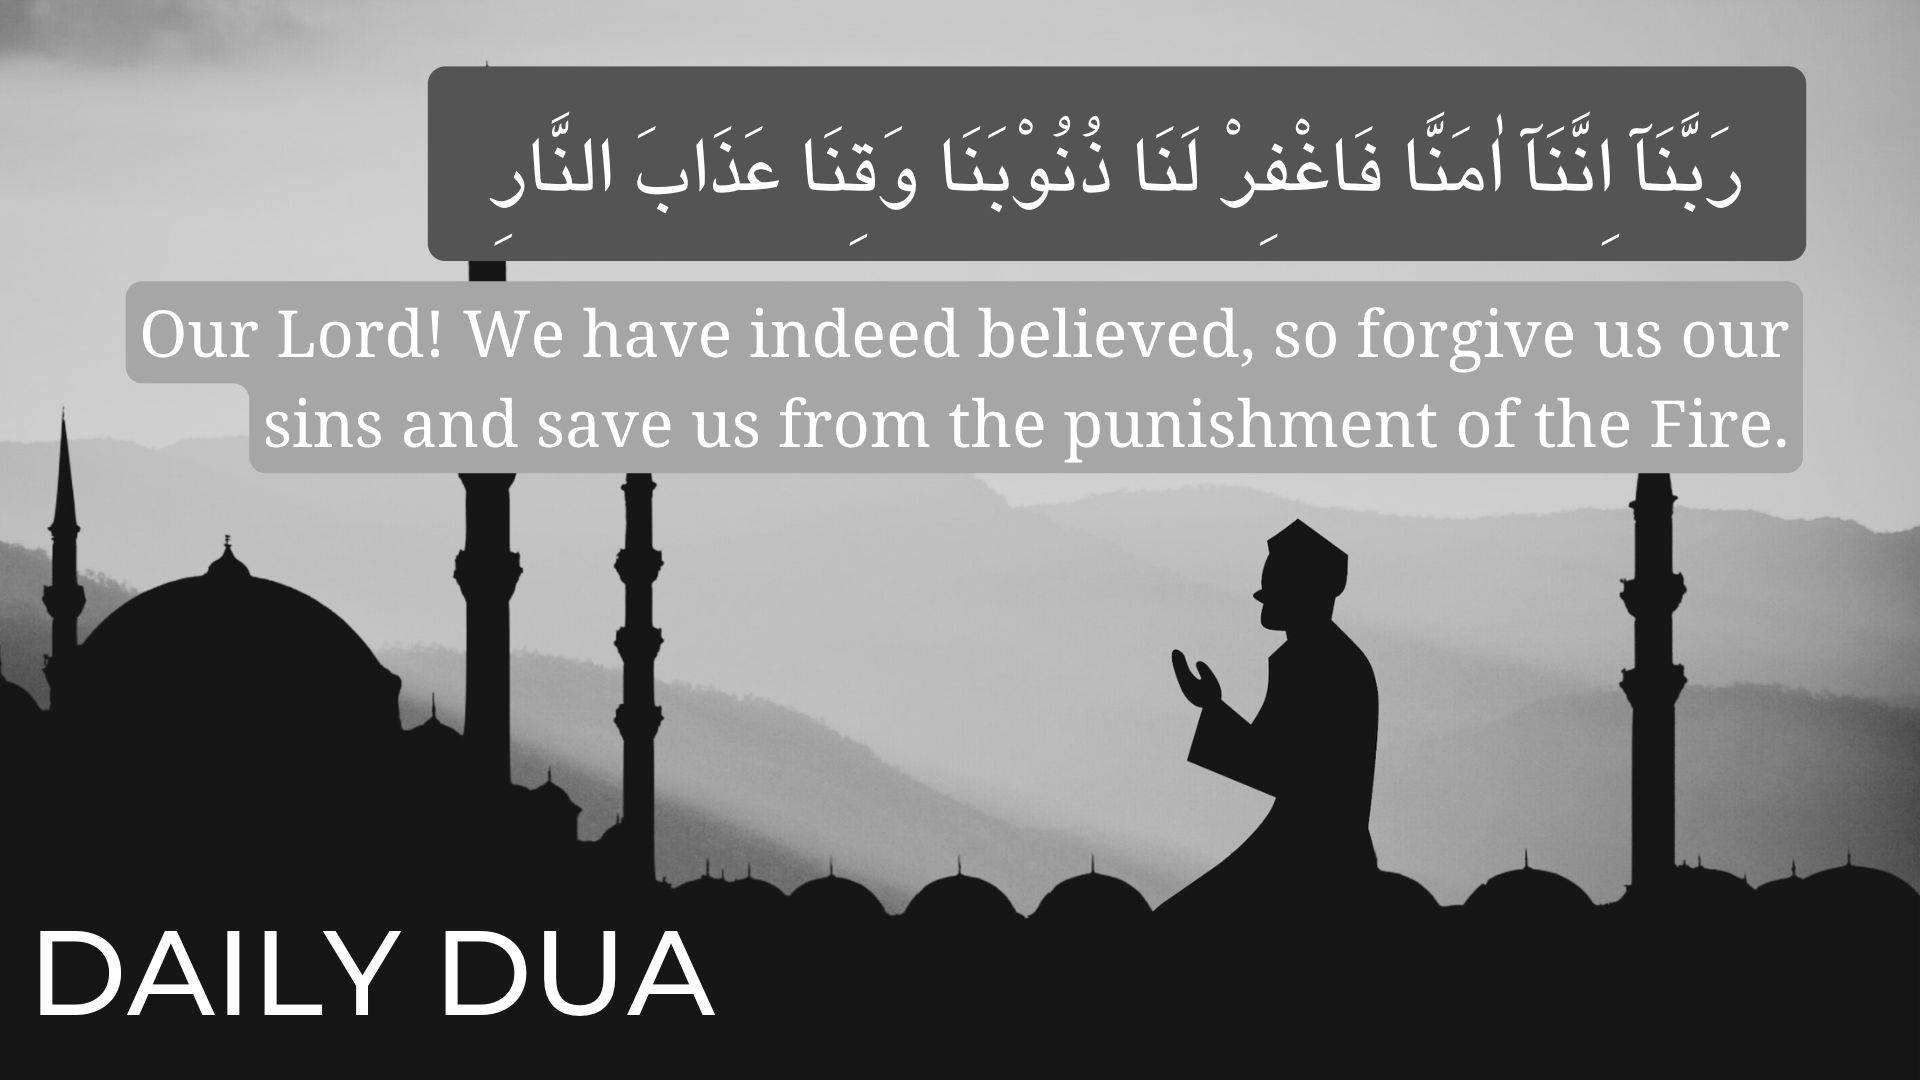 رَبَّنَآ اِنَّنَآ اٰمَنَّا فَاغْفِرْ لَنَا ذُنُوْبَنَا وَقِنَا عَذَابَ النَّارِ
Our Lord! We have indeed believed, so forgive us our
sins and save us from the punishment of the Fire.
DAILY DUA